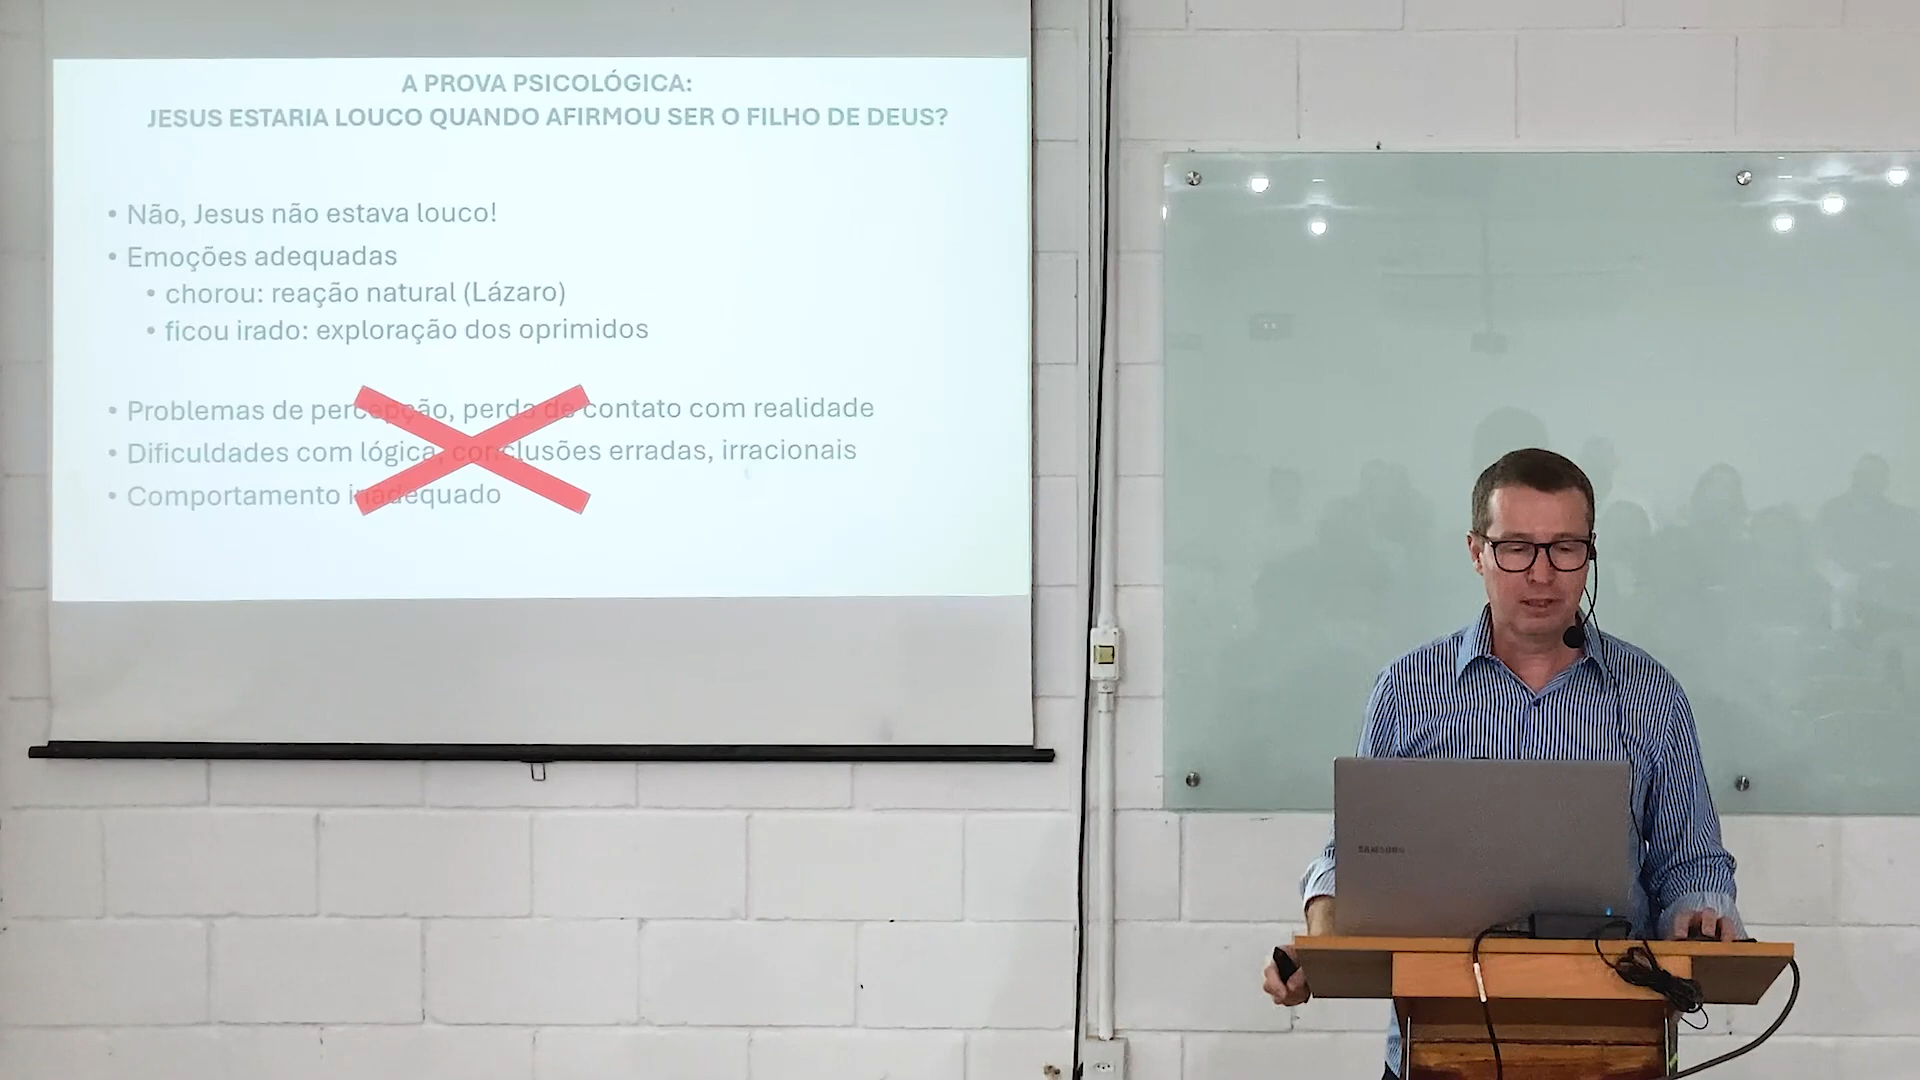 A PROVA PSICOLÓGICA:
JESUS ESTARIA LOUCO QUANDO AFIRMOU SER O FILHO DE DEUS?
• Não, Jesus não estava louco!
• Emoções adequadas
• chorou: reação natural (Lázaro)
• ficou irado: exploração dos oprimidos
• Problemas de percepção, perda de contato com realidade
• Dificuldades com lógica, conclusões erradas, irracionais
• Comportamento inadequado
SAMSUNG